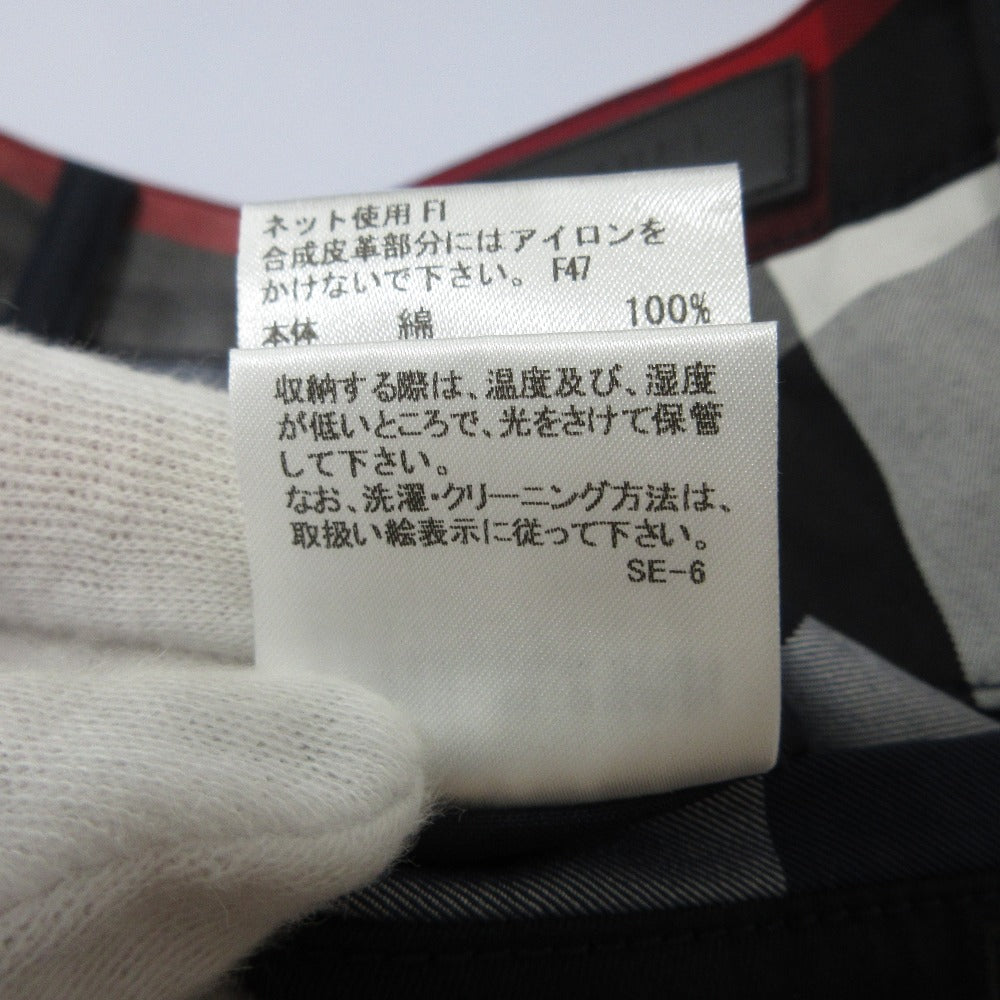 ネット使用 FI
合成皮革部分にはアイロンを
かけないで下さい。 F47
本体 綿 100%
収納する際は、温度及び、湿度
が低いところで、光をさけて保管
して下さい。
なお、洗濯・クリーニング方法は、
取扱い絵表示に従って下さい。
SE-6